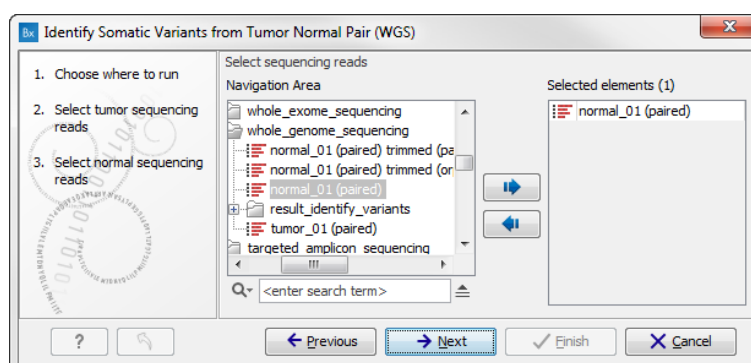 Bx Identify Somatic Variants from Tumor Normal Pair (WGS)
1. Choose where to run
2. Select tumor sequencing
reads
3. Select normal sequencing
reads
Select sequencing reads
Navigation Area
whole_exome_sequencing
whole_genome_sequencing
normal_01 (paired) trimmed (pa
normal_01 (paired) trimmed (or
normal_01 (paired)
result_identify_variants
tumor_01 (paired)
targeted_amplicon_sequencing
<enter search term>
Selected elements (1)
normal_01 (paired)
?
Previous
Next
Finish
Cancel